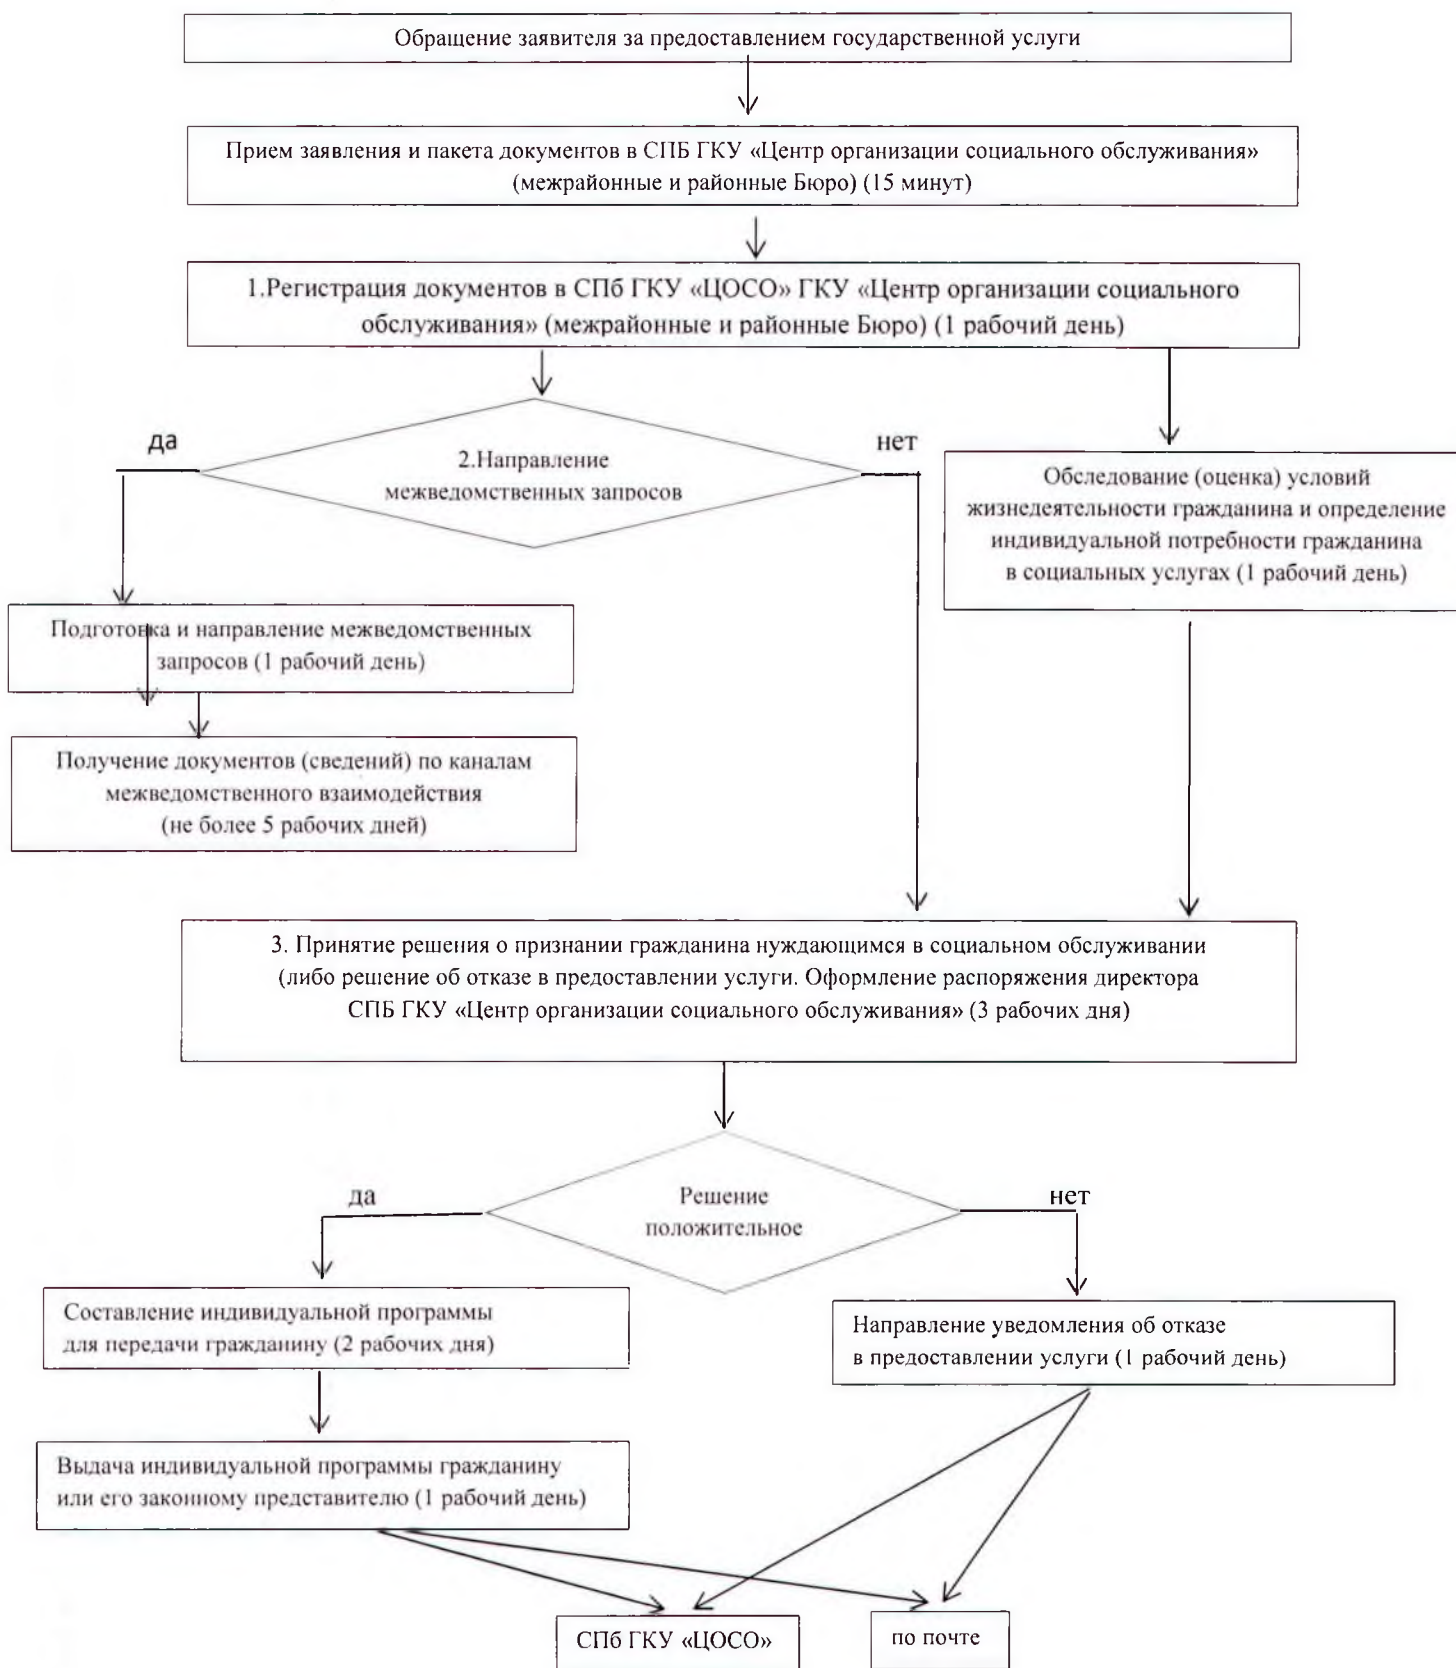 Обращение заявителя за предоставлением государственной услуги
Прием заявления и пакета документов в СПБ ГКУ «Центр организации социального обслуживания»
(межрайонные и районные Бюро) (15 минут)
1.Регистрация документов в СПб ГКУ «ЦОСО» ГКУ «Центр организации социального
обслуживания» (межрайонные и районные Бюро) (1 рабочий день)
да
нет
2.Направление
межведомственных запросов
Обследование (оценка) условий
жизнедеятельности гражданина и определение
индивидуальной потребности гражданина
в социальных услугах (1 рабочий день)
Подготовка и направление межведомственных
запросов (1 рабочий день)
Получение документов (сведений) по каналам
межведомственного взаимодействия
(не более 5 рабочих дней)
3. Принятие решения о признании гражданина нуждающимся в социальном обслуживании
(либо решение об отказе в предоставлении услуги. Оформление распоряжения директора
СПБ ГКУ «Центр организации социального обслуживания» (3 рабочих дня)
да
Решение
положительное
нет
Составление индивидуальной программы
для передачи гражданину (2 рабочих дня)
Направление уведомления об отказе
в предоставлении услуги (1 рабочий день)
Выдача индивидуальной программы гражданину
или его законному представителю (1 рабочий день)
СПб ГКУ «ЦОСО»
по почте